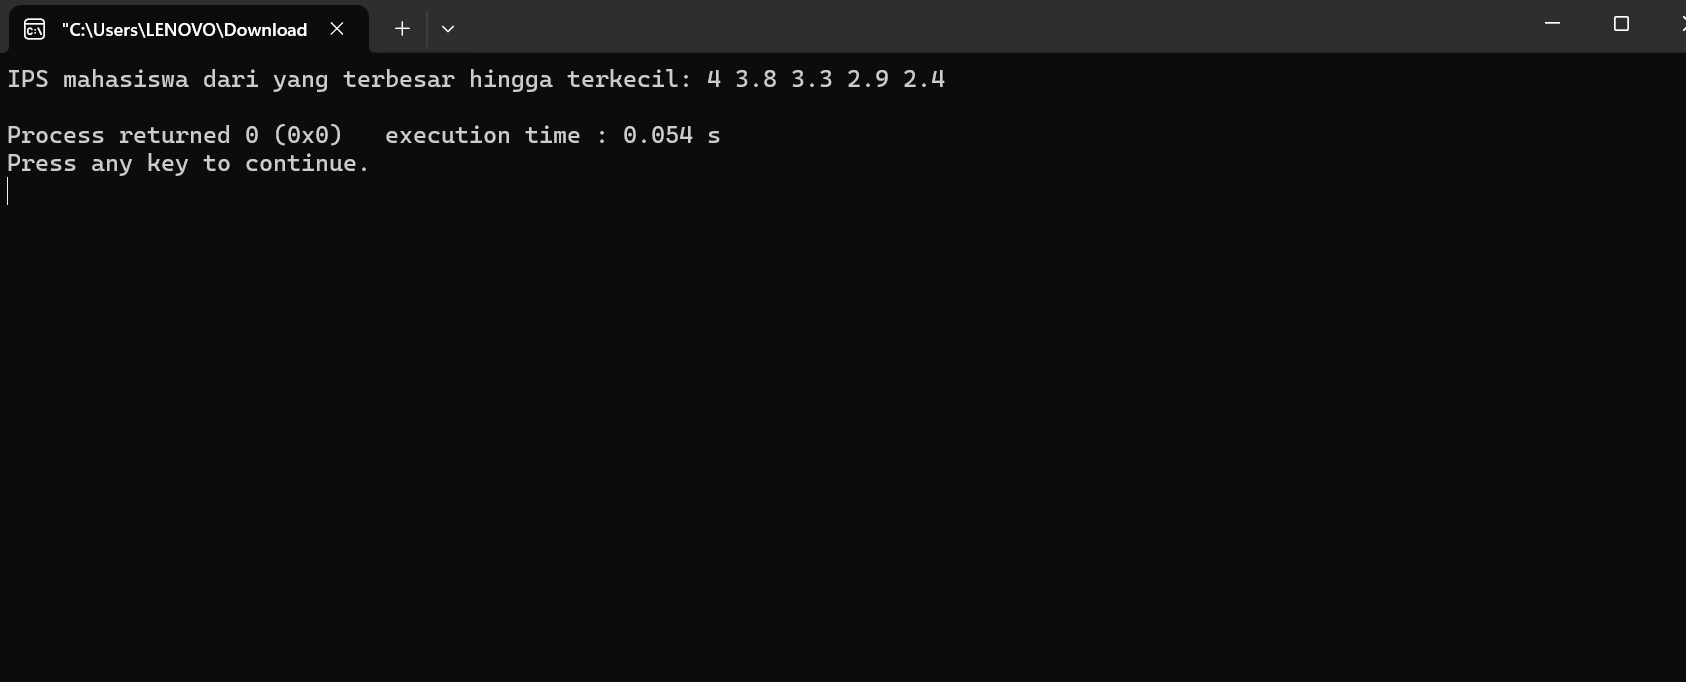 "C:\Users\LENOVO\Download
IPS mahasiswa dari yang terbesar hingga terkecil: 4 3.8 3.3 2.9 2.4
Process returned 0 (0x0)   execution time : 0.054 s
Press any key to continue.